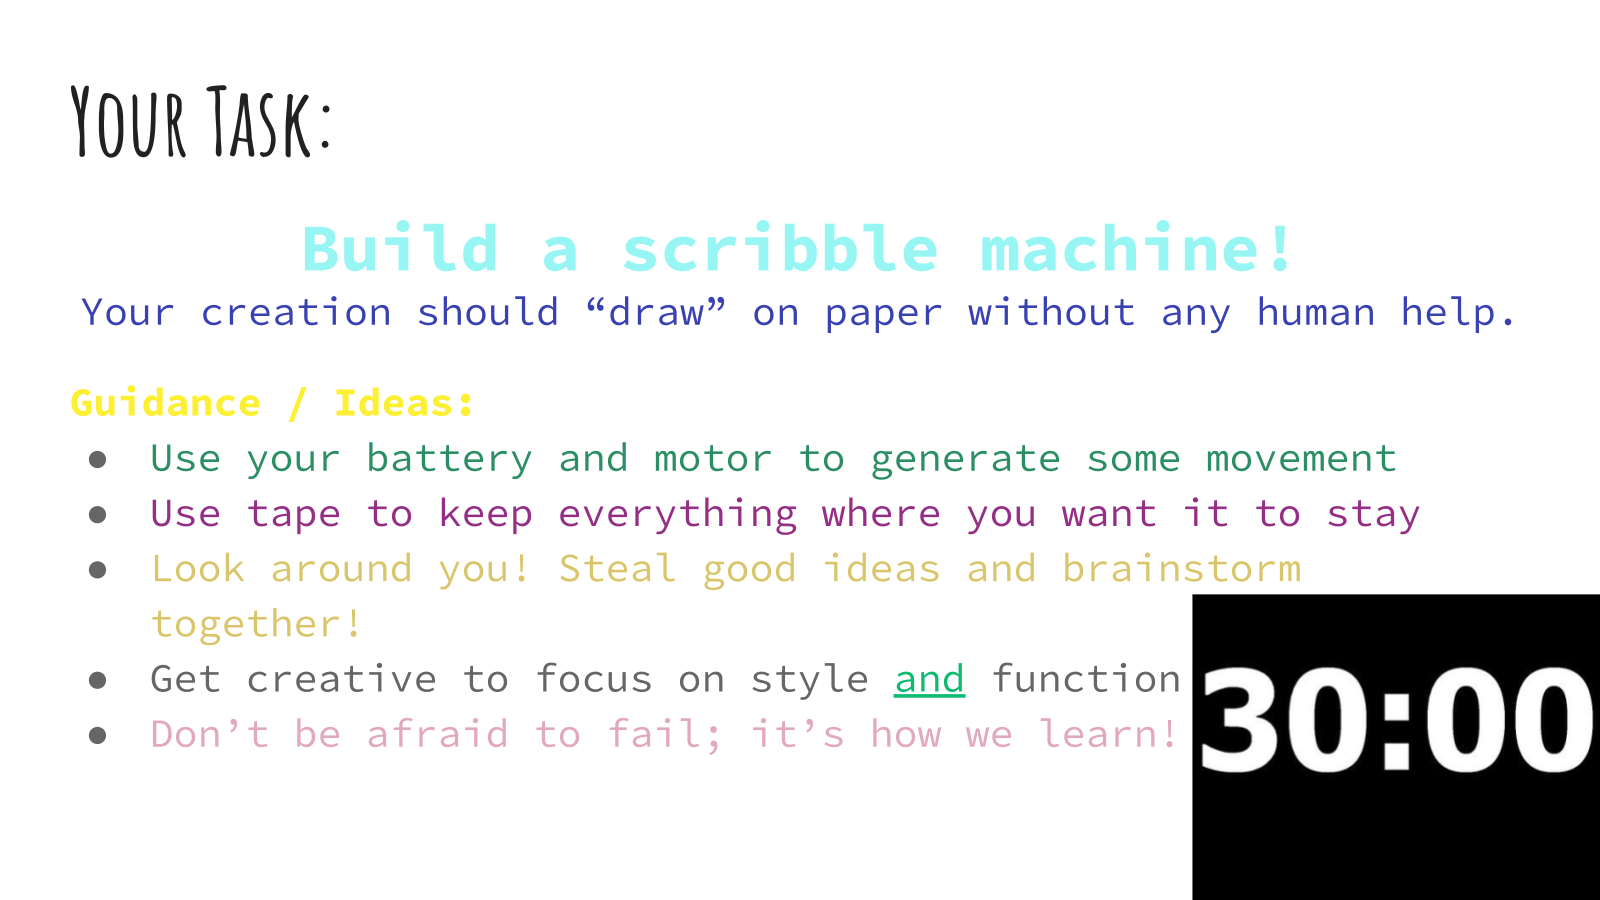 Your Task:
Build a scribble machine!
Your creation should “draw” on paper without any human help.
Guidance / Ideas:
● Use your battery and motor to generate some movement
● Use tape to keep everything where you want it to stay
● Look around you! Steal good ideas and brainstorm
together!
● Get creative to focus on style and function
● Don’t be afraid to fail; it’s how we learn!
30:00